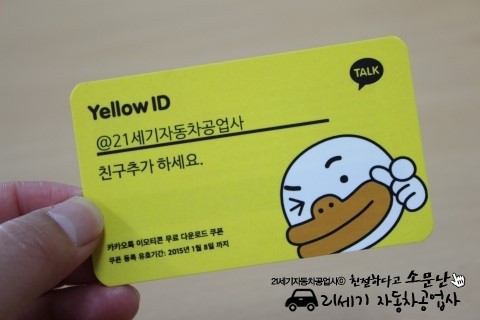 TALK
Yellow ID
@21세기자동차공업사
친구추가 하세요.
카카오톡 이모티콘 무료 다운로드 쿠폰
쿠폰 등록 유효기간: 2015년 1월 8일 까지
21세기자동차공업사ⓒ 친절하다고 소문난
21세기 자동차공업사